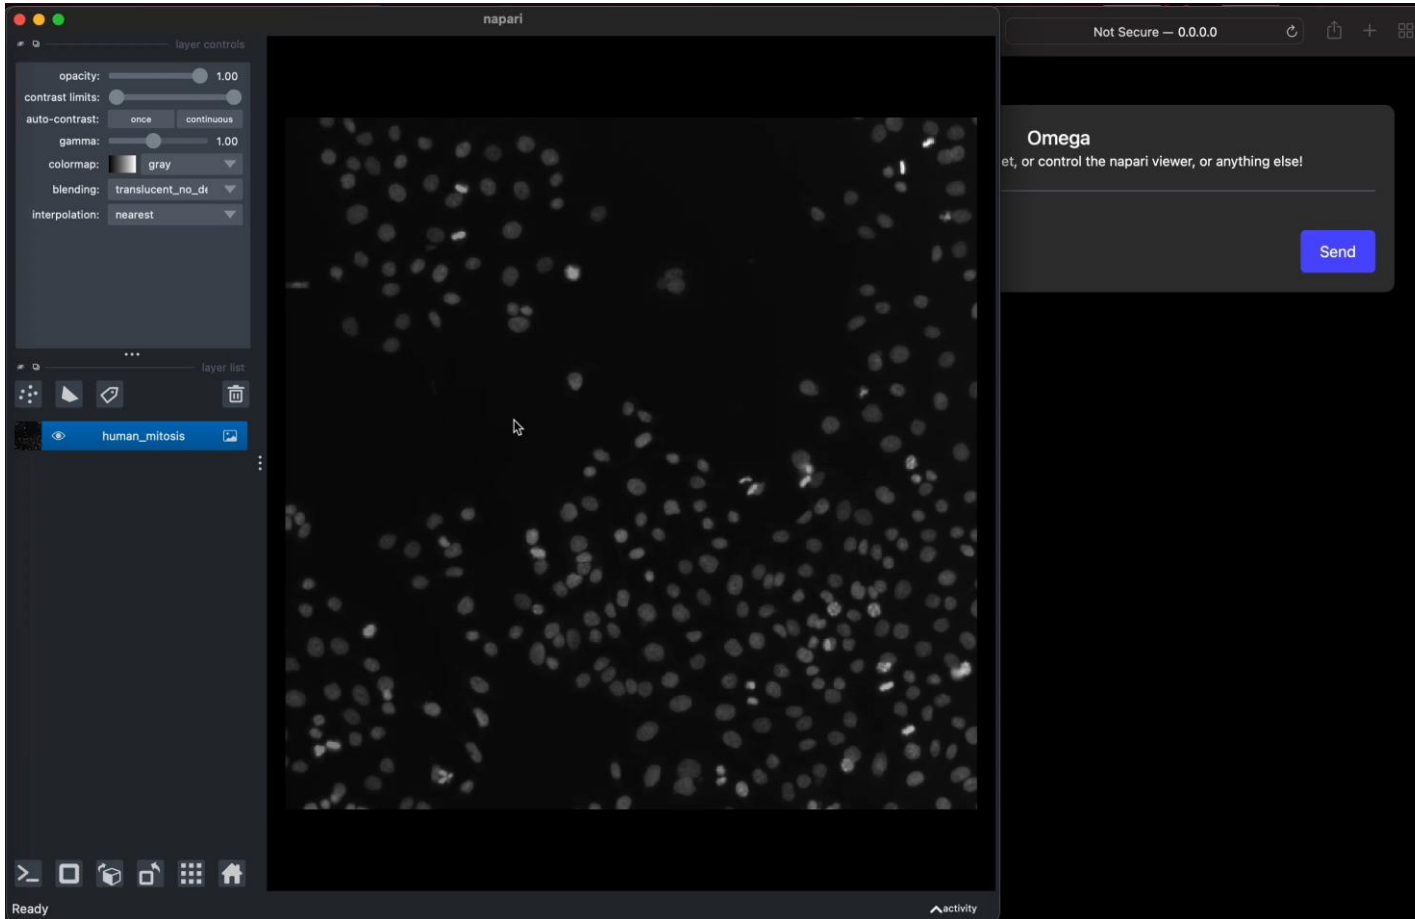 napari
layer controls
opacity: 1.00
contrast limits:
auto-contrast: once continuous
gamma: 1.00
colormap: gray
blending: translucent_no_de
interpolation: nearest
layer list
human_mitosis
Ready
activity
Not Secure — 0.0.0.0
Omega
et, or control the napari viewer, or anything else!
Send